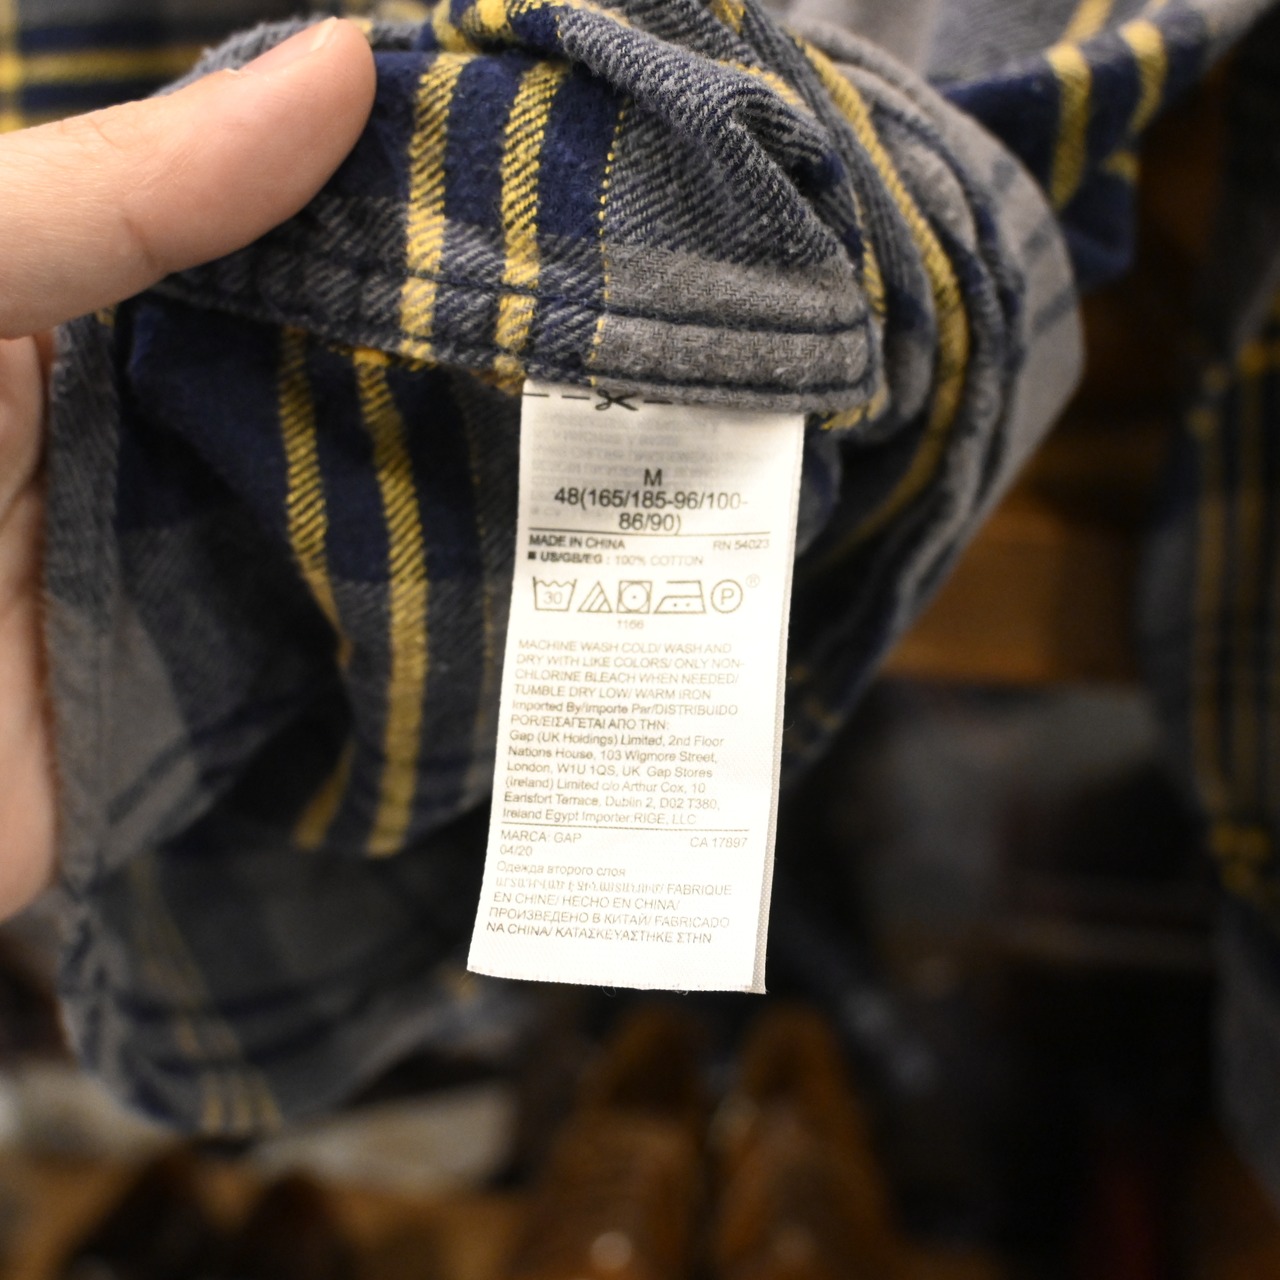 M
48(165/185-96/100-
86/90)
MADE IN CHINA RN 54023
■ US/GB/EG : 100% COTTON
30 P ®
1166
MACHINE WASH COLD/ WASH AND
DRY WITH LIKE COLORS/ ONLY NON-
CHLORINE BLEACH WHEN NEEDED/
TUMBLE DRY LOW/ WARM IRON
Imported By/Importe Par/DISTRIBUIDO
POR/ΕΙΣΑΓΕΤΑΙ ΑΠΟ ΤΗΝ:
Gap (UK Holdings) Limited, 2nd Floor
Nations House, 103 Wigmore Street,
London, W1U 1QS, UK Gap Stores
(Ireland) Limited c/o Arthur Cox, 10
Earlsfort Terrace, Dublin 2, D02 T380,
Ireland Egypt Importer:RIGE, LLC
MARCA: GAP CA 17897
04/20
Одежда второго слоя
FABRIQUE
EN CHINE/ HECHO EN CHINA/
ПРОИЗВЕДЕНО В КИТАЙ/ FABRICADO
NA CHINA/ ΚΑΤΑΣΚΕΥΑΣΤΗΚΕ ΣΤΗΝ